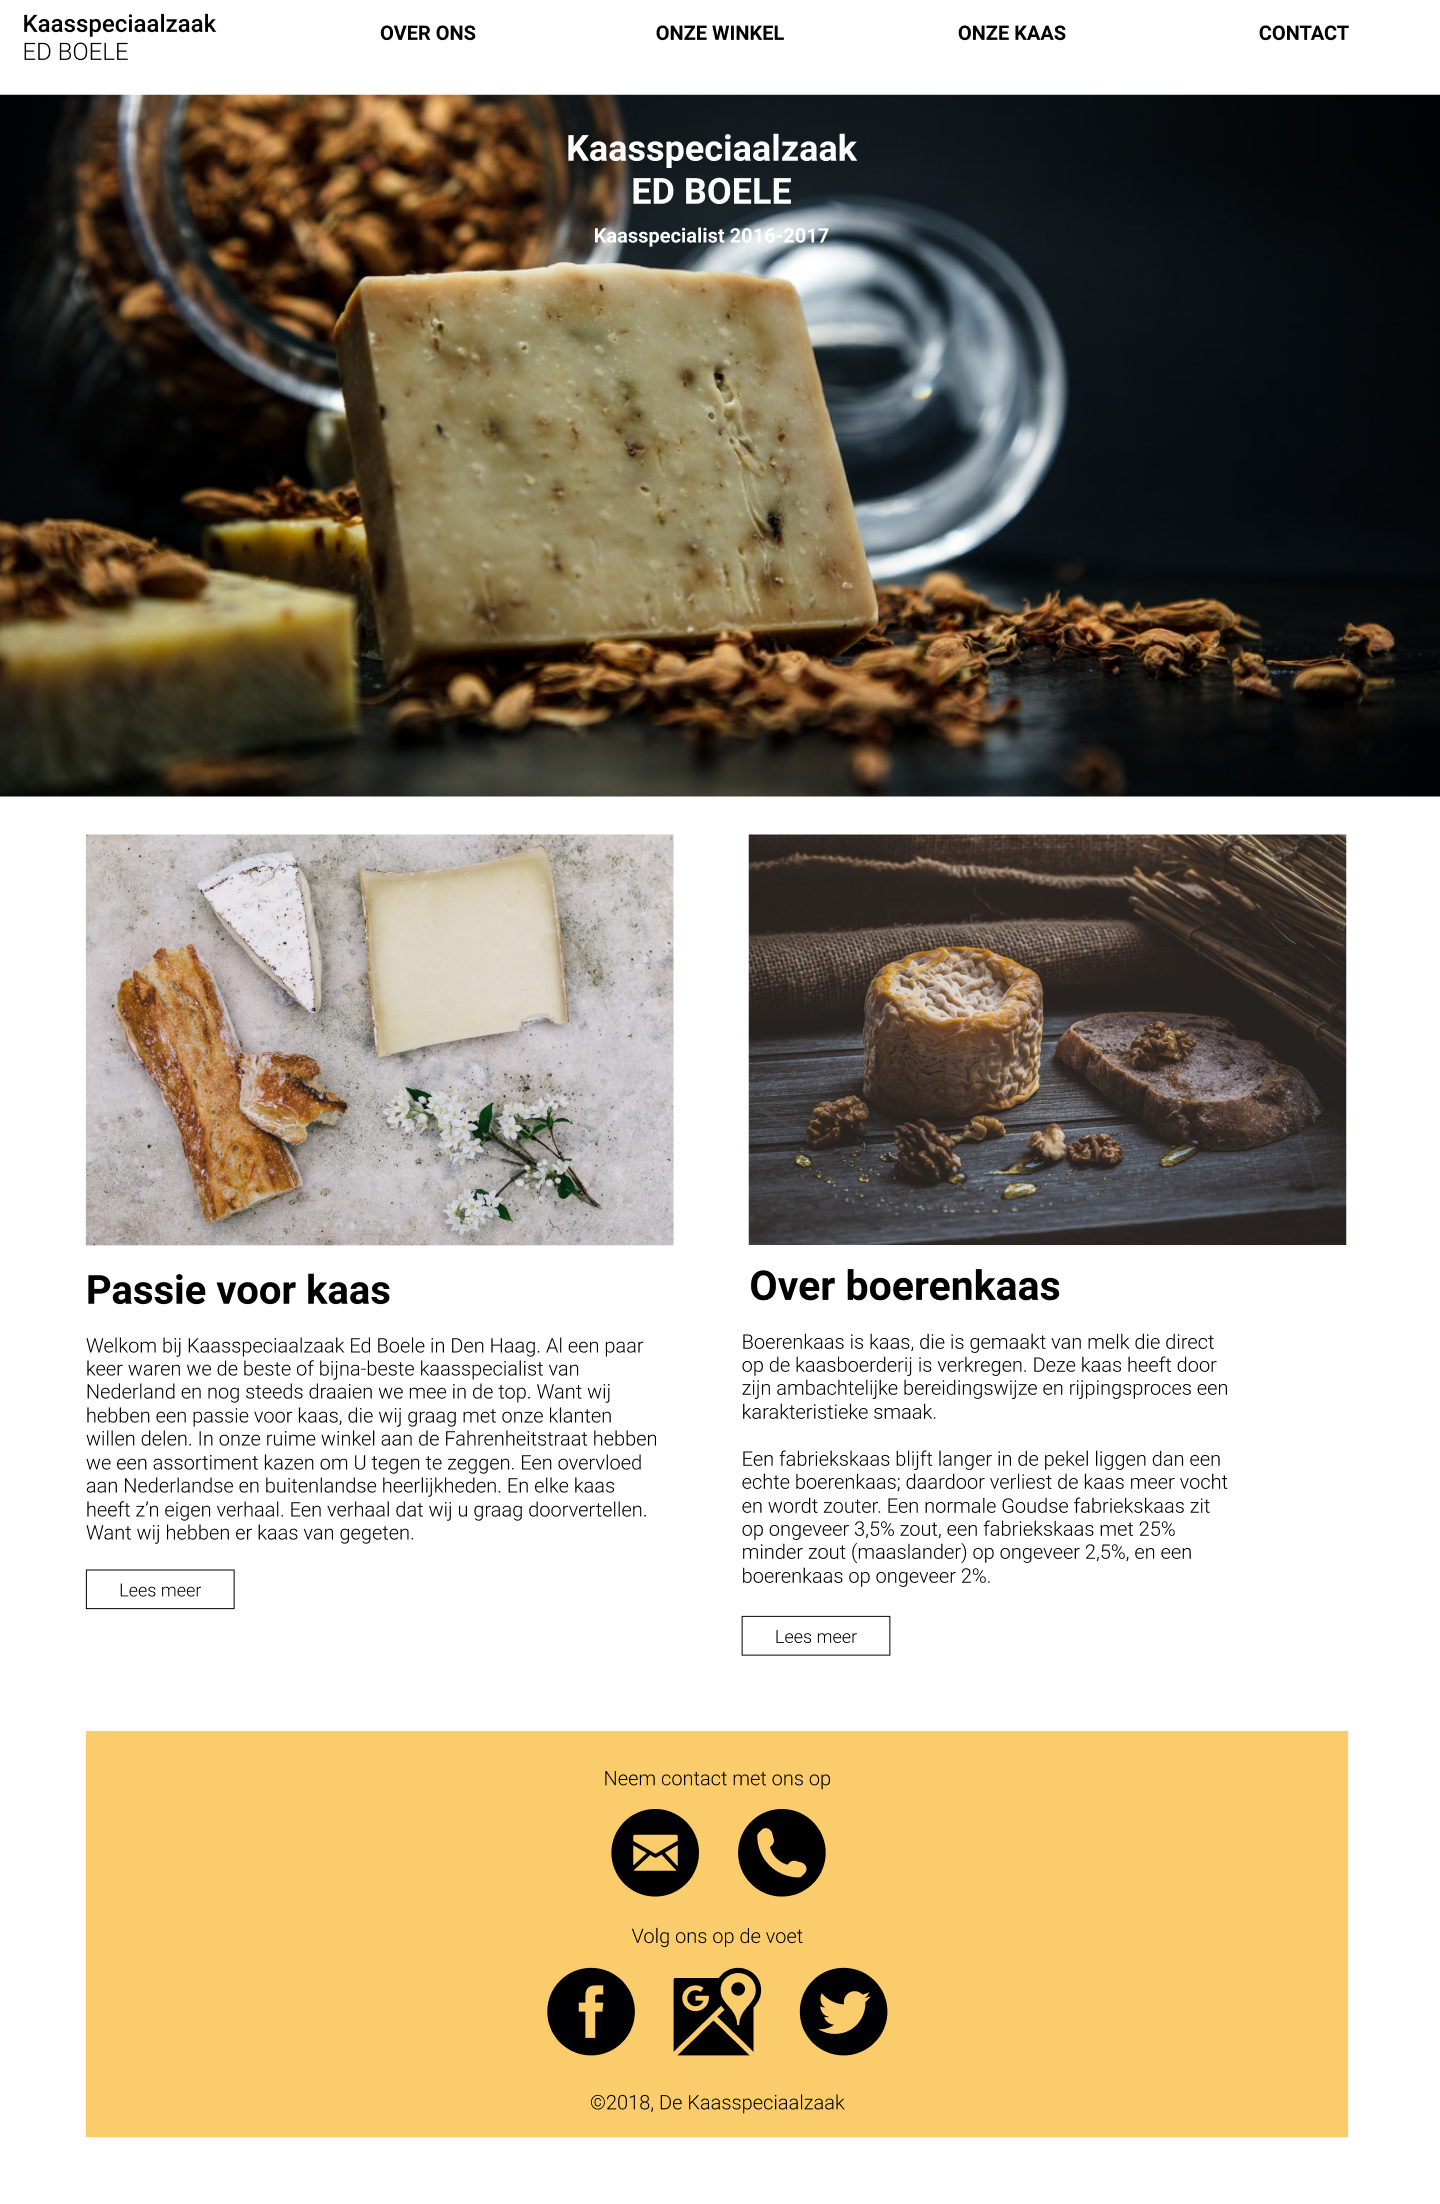 Kaasspeciaalzaak
ED BOELE
OVER ONS
ONZE WINKEL
ONZE KAAS
CONTACT
Kaasspeciaalzaak
ED BOELE
Kaasspecialist 2016-2017
Passie voor kaas
Welkom bij Kaasspeciaalzaak Ed Boele in Den Haag. Al een paar
keer waren we de beste of bijna-beste kaasspecialist van
Nederland en nog steeds draaien we mee in de top. Want wij
hebben een passie voor kaas, die wij graag met onze klanten
willen delen. In onze ruime winkel aan de Fahrenheitstraat hebben
we een assortiment kazen om U tegen te zeggen. Een overvloed
aan Nederlandse en buitenlandse heerlijkheden. En elke kaas
heeft z’n eigen verhaal. Een verhaal dat wij u graag doorvertellen.
Want wij hebben er kaas van gegeten.
Lees meer
Over boerenkaas
Boerenkaas is kaas, die is gemaakt van melk die direct
op de kaasboerderij is verkregen. Deze kaas heeft door
zijn ambachtelijke bereidingswijze en rijpingsproces een
karakteristieke smaak.
Een fabriekskaas blijft langer in de pekel liggen dan een
echte boerenkaas; daardoor verliest de kaas meer vocht
en wordt zouter. Een normale Goudse fabriekskaas zit
op ongeveer 3,5% zout, een fabriekskaas met 25%
minder zout (maaslander) op ongeveer 2,5%, en een
boerenkaas op ongeveer 2%.
Lees meer
Neem contact met ons op
Volg ons op de voet
G
©2018, De Kaasspeciaalzaak